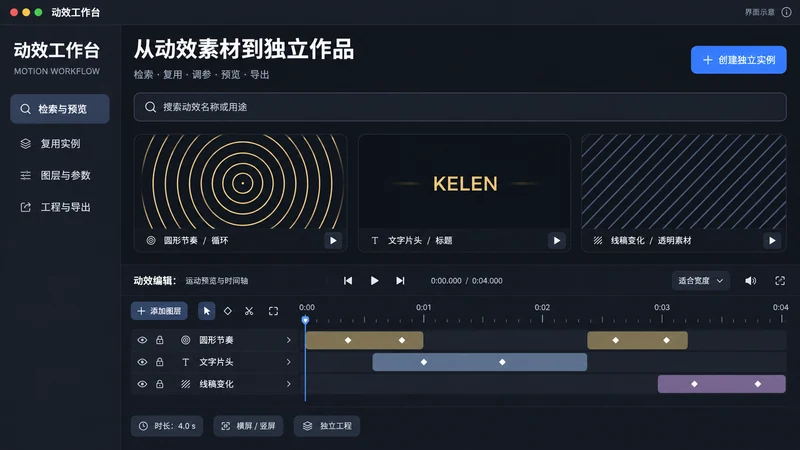 动效工作台
界面示意
动效工作台
MOTION WORKFLOW
检索与预览
复用实例
图层与参数
工程与导出
从动效素材到独立作品
检索 · 复用 · 调参 · 预览 · 导出
创建独立实例
搜索动效名称或用途
KELEN
圆形节奏 / 循环
文字片头 / 标题
线稿变化 / 透明素材
动效编辑： 运动预览与时间轴
0:00.000 / 0:04.000
适合宽度
添加图层
0:00 0:01 0:02 0:03 0:04
圆形节奏
文字片头
线稿变化
时长：4.0 s
横屏 / 竖屏
独立工程